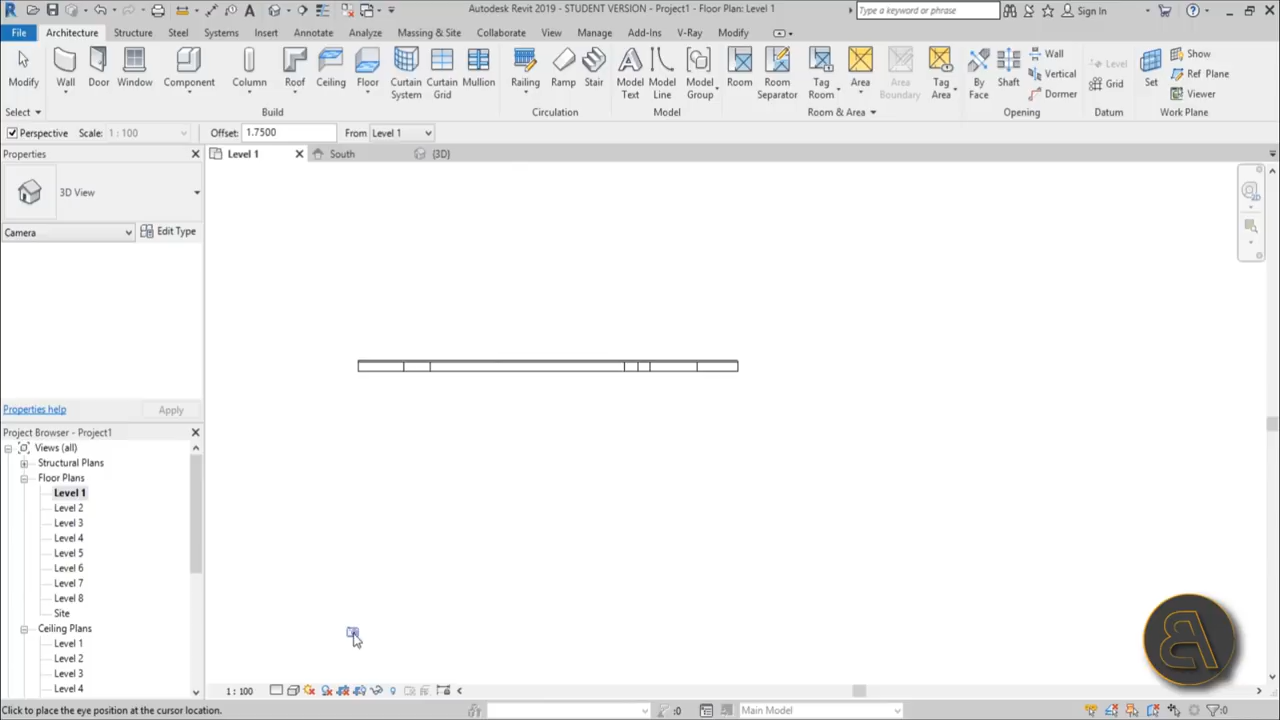 Autodesk Revit 2019 - STUDENT VERSION - Project1 - Floor Plan: Level 1
Type a keyword or phrase
Sign In
File
Architecture
Structure
Steel
Systems
Insert
Annotate
Analyze
Massing & Site
Collaborate
View
Manage
Add-Ins
V-Ray
Modify
Modify
Wall
Door
Window
Component
Column
Roof
Ceiling
Floor
Curtain System
Curtain Grid
Mullion
Railing
Ramp
Stair
Model Text
Model Line
Model Group
Room
Room Separator
Tag Room
Area
Area Boundary
Tag Area
By Face
Shaft
Wall
Vertical
Dormer
Level
Grid
Set
Show
Ref Plane
Viewer
Select
Build
Circulation
Model
Room & Area
Opening
Datum
Work Plane
Perspective
Scale:
1 : 100
Offset:
1.7500
From
Level 1
Properties
Level 1
South
{3D}
3D View
Camera
Edit Type
Properties help
Apply
Project Browser - Project1
Views (all)
Structural Plans
Floor Plans
Level 1
Level 2
Level 3
Level 4
Level 5
Level 6
Level 7
Level 8
Site
Ceiling Plans
Level 1
Level 2
Level 3
Level 4
1 : 100
Click to place the eye position at the cursor location.
:0
Main Model
:0